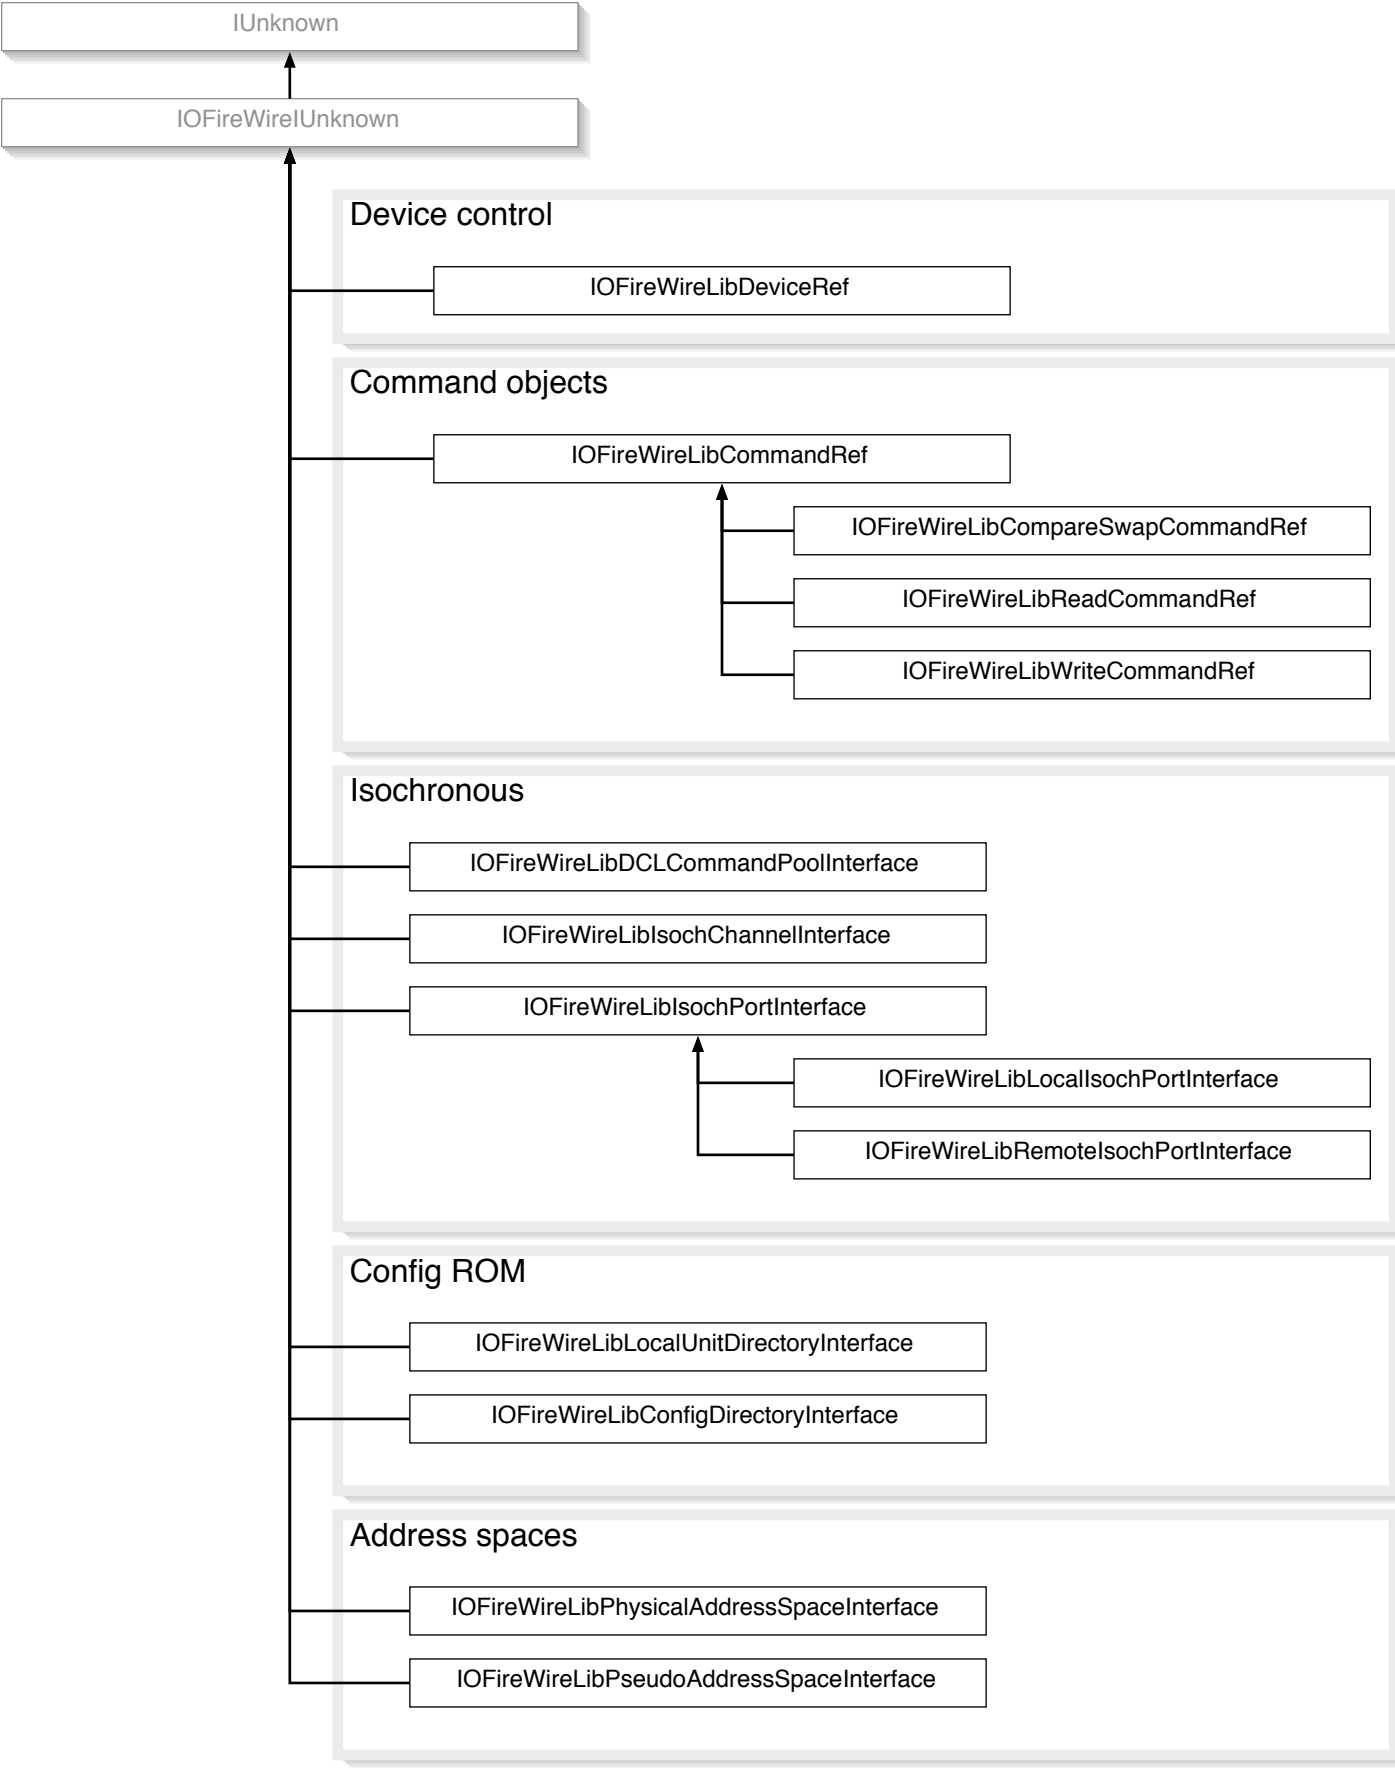 IUnknown
IOFireWireIUnknown
Device control
IOFireWireLibDeviceRef
Command objects
IOFireWireLibCommandRef
IOFireWireLibCompareSwapCommandRef
IOFireWireLibReadCommandRef
IOFireWireLibWriteCommandRef
Isochronous
IOFireWireLibDCLCommandPoolInterface
IOFireWireLibIsochChannelInterface
IOFireWireLibIsochPortInterface
IOFireWireLibLocalIsochPortInterface
IOFireWireLibRemoteIsochPortInterface
Config ROM
IOFireWireLibLocalUnitDirectoryInterface
IOFireWireLibConfigDirectoryInterface
Address spaces
IOFireWireLibPhysicalAddressSpaceInterface
IOFireWireLibPseudoAddressSpaceInterface